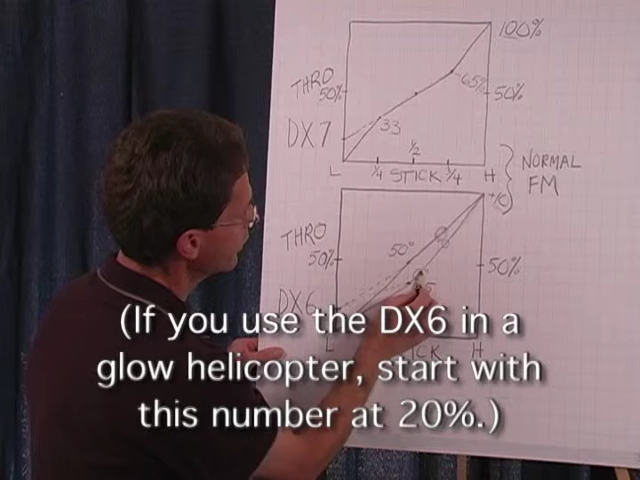 100%
THRO
50%
65%
50%
DX7
33
L
1/4
1/2
STICK
3/4
H
NORMAL
FM
THRO
50%
50%
50%
DX6
L
H
(If you use the DX6 in a
glow helicopter, start with
this number at 20%.)